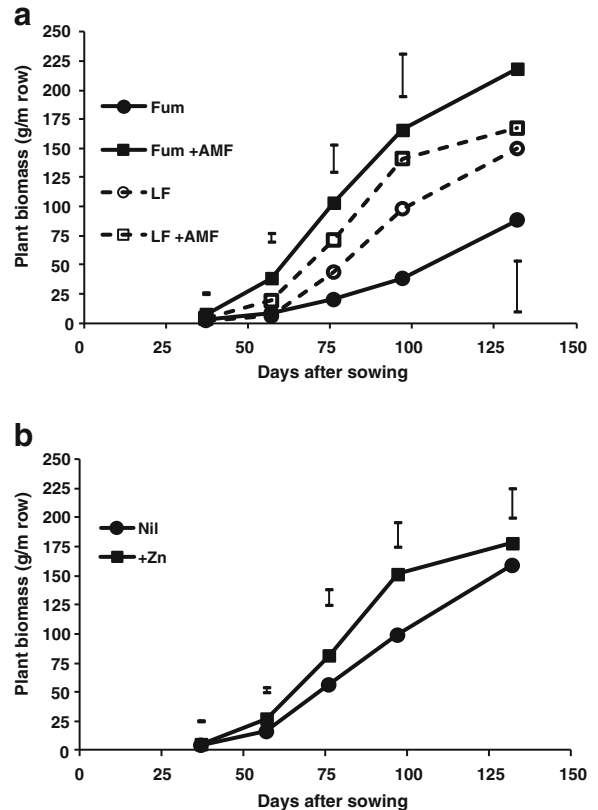 a
Plant biomass (g/m row)
250
225
200
175
150
125
100
75
50
25
0
Fum
Fum +AMF
LF
LF +AMF
0 25 50 75 100 125 150
Days after sowing
b
Plant biomass (g/m row)
250
225
200
175
150
125
100
75
50
25
0
Nil
+Zn
0 25 50 75 100 125 150
Days after sowing